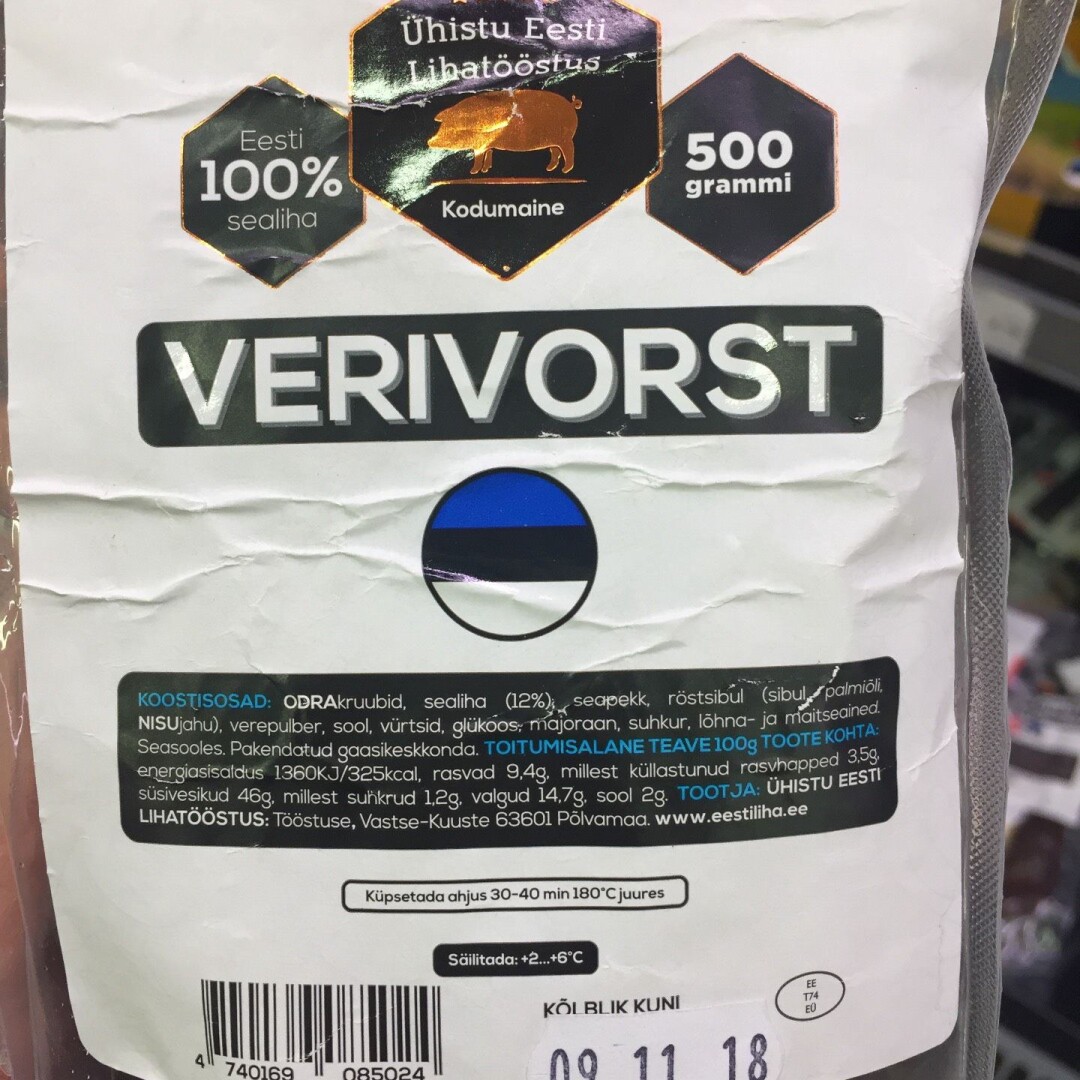 Ühistu Eesti
Lihatööstus
Eesti
100%
sealiha
Kodumaine
500
grammi
VERIVORST
KOOSTISOSAD: ODRAkruubid, sealiha (12%), seapekk, röstsibul (sibul, palmiõli,
NISUjahu), verepulber, sool, vürtsid, glükoos, majoraan, suhkur, lõhna- ja maitseained.
Seasooles. Pakendatud gaasikeskkonda. TOITUMISALANE TEAVE 100g TOOTE KOHTA:
energiasisaldus 1360KJ/325kcal, rasvad 9,4g, millest küllastunud rasvhapped 3,5g,
süsivesikud 46g, millest suhkrud 1,2g, valgud 14,7g, sool 2g. TOOTJA: ÜHISTU EESTI
LIHATÖÖSTUS: Tööstuse, Vastse-Kuuste 63601 Põlvamaa. www.eestiliha.ee
Küpsetada ahjus 30-40 min 180°C juures
Säilitada: +2...+6°C
KÕLBLIK KUNI
09 11 18
EE
T74
EÜ
4 740169 085024